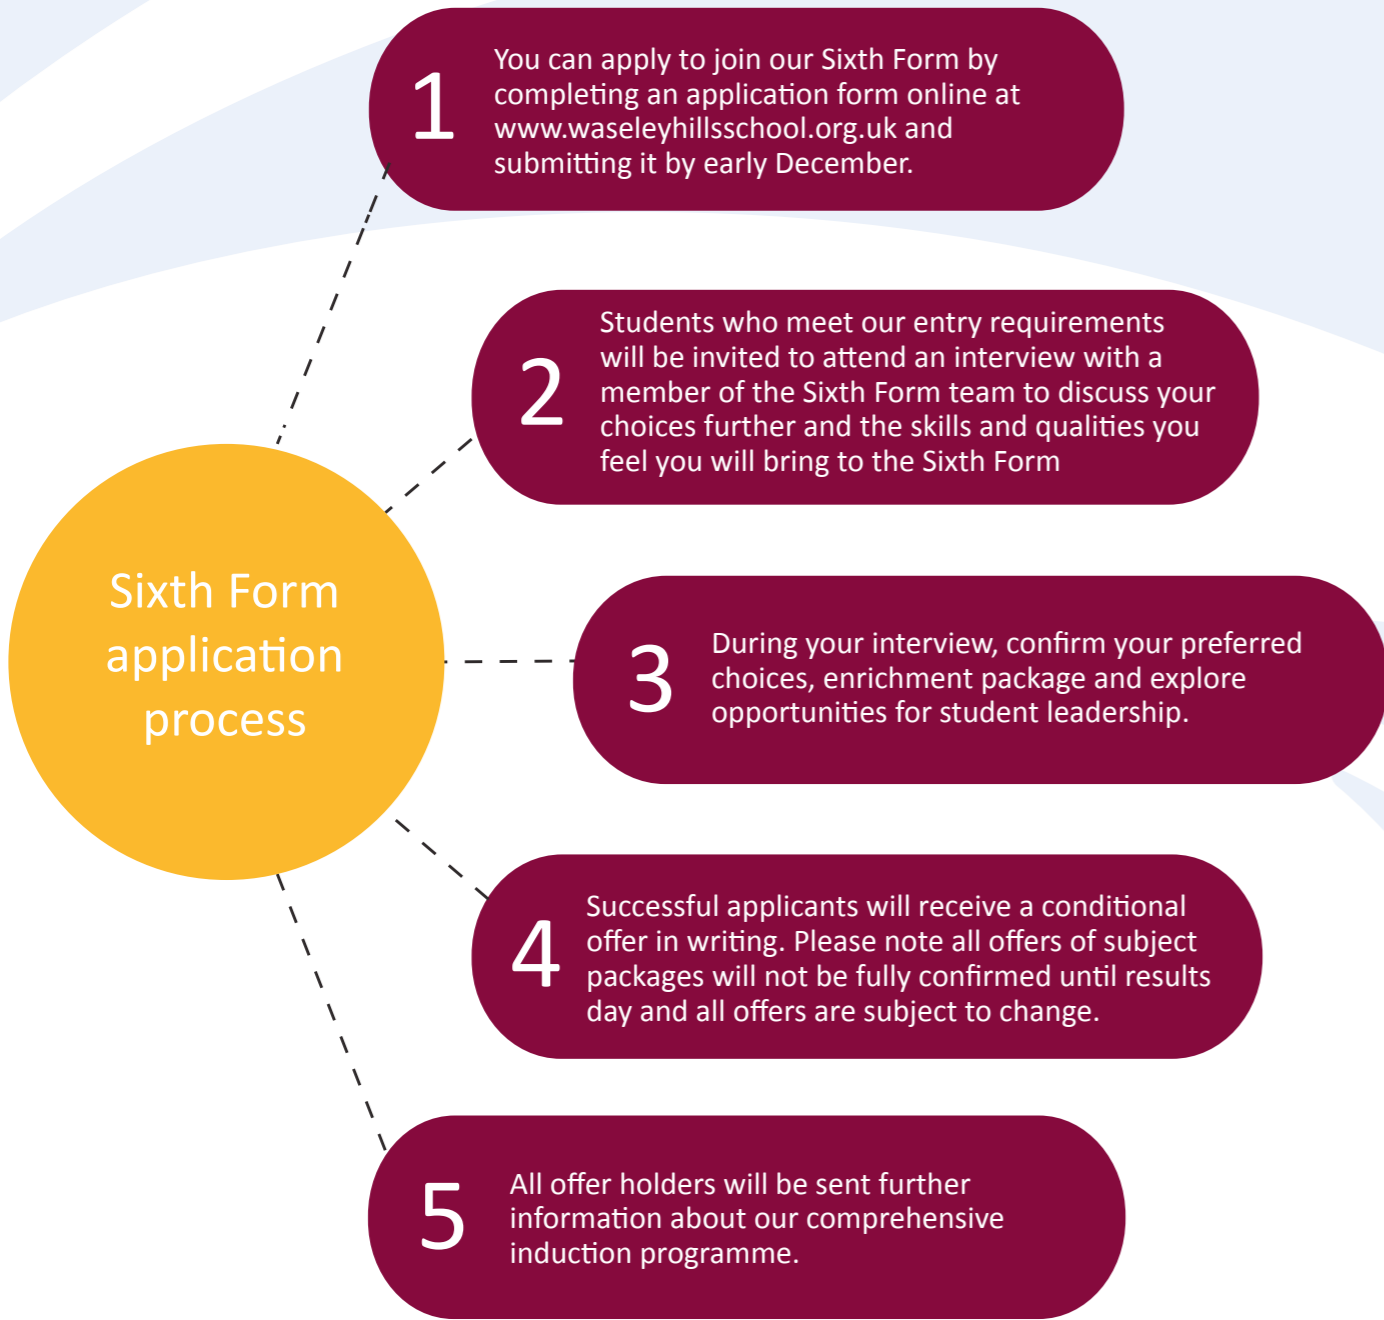 1
You can apply to join our Sixth Form by
completing an application form online at
www.waseleyhillsschool.org.uk and
submitting it by early December.
2
Students who meet our entry requirements
will be invited to attend an interview with a
member of the Sixth Form team to discuss your
choices further and the skills and qualities you
feel you will bring to the Sixth Form
Sixth Form
application
process
3
During your interview, confirm your preferred
choices, enrichment package and explore
opportunities for student leadership.
4
Successful applicants will receive a conditional
offer in writing. Please note all offers of subject
packages will not be fully confirmed until results
day and all offers are subject to change.
5
All offer holders will be sent further
information about our comprehensive
induction programme.